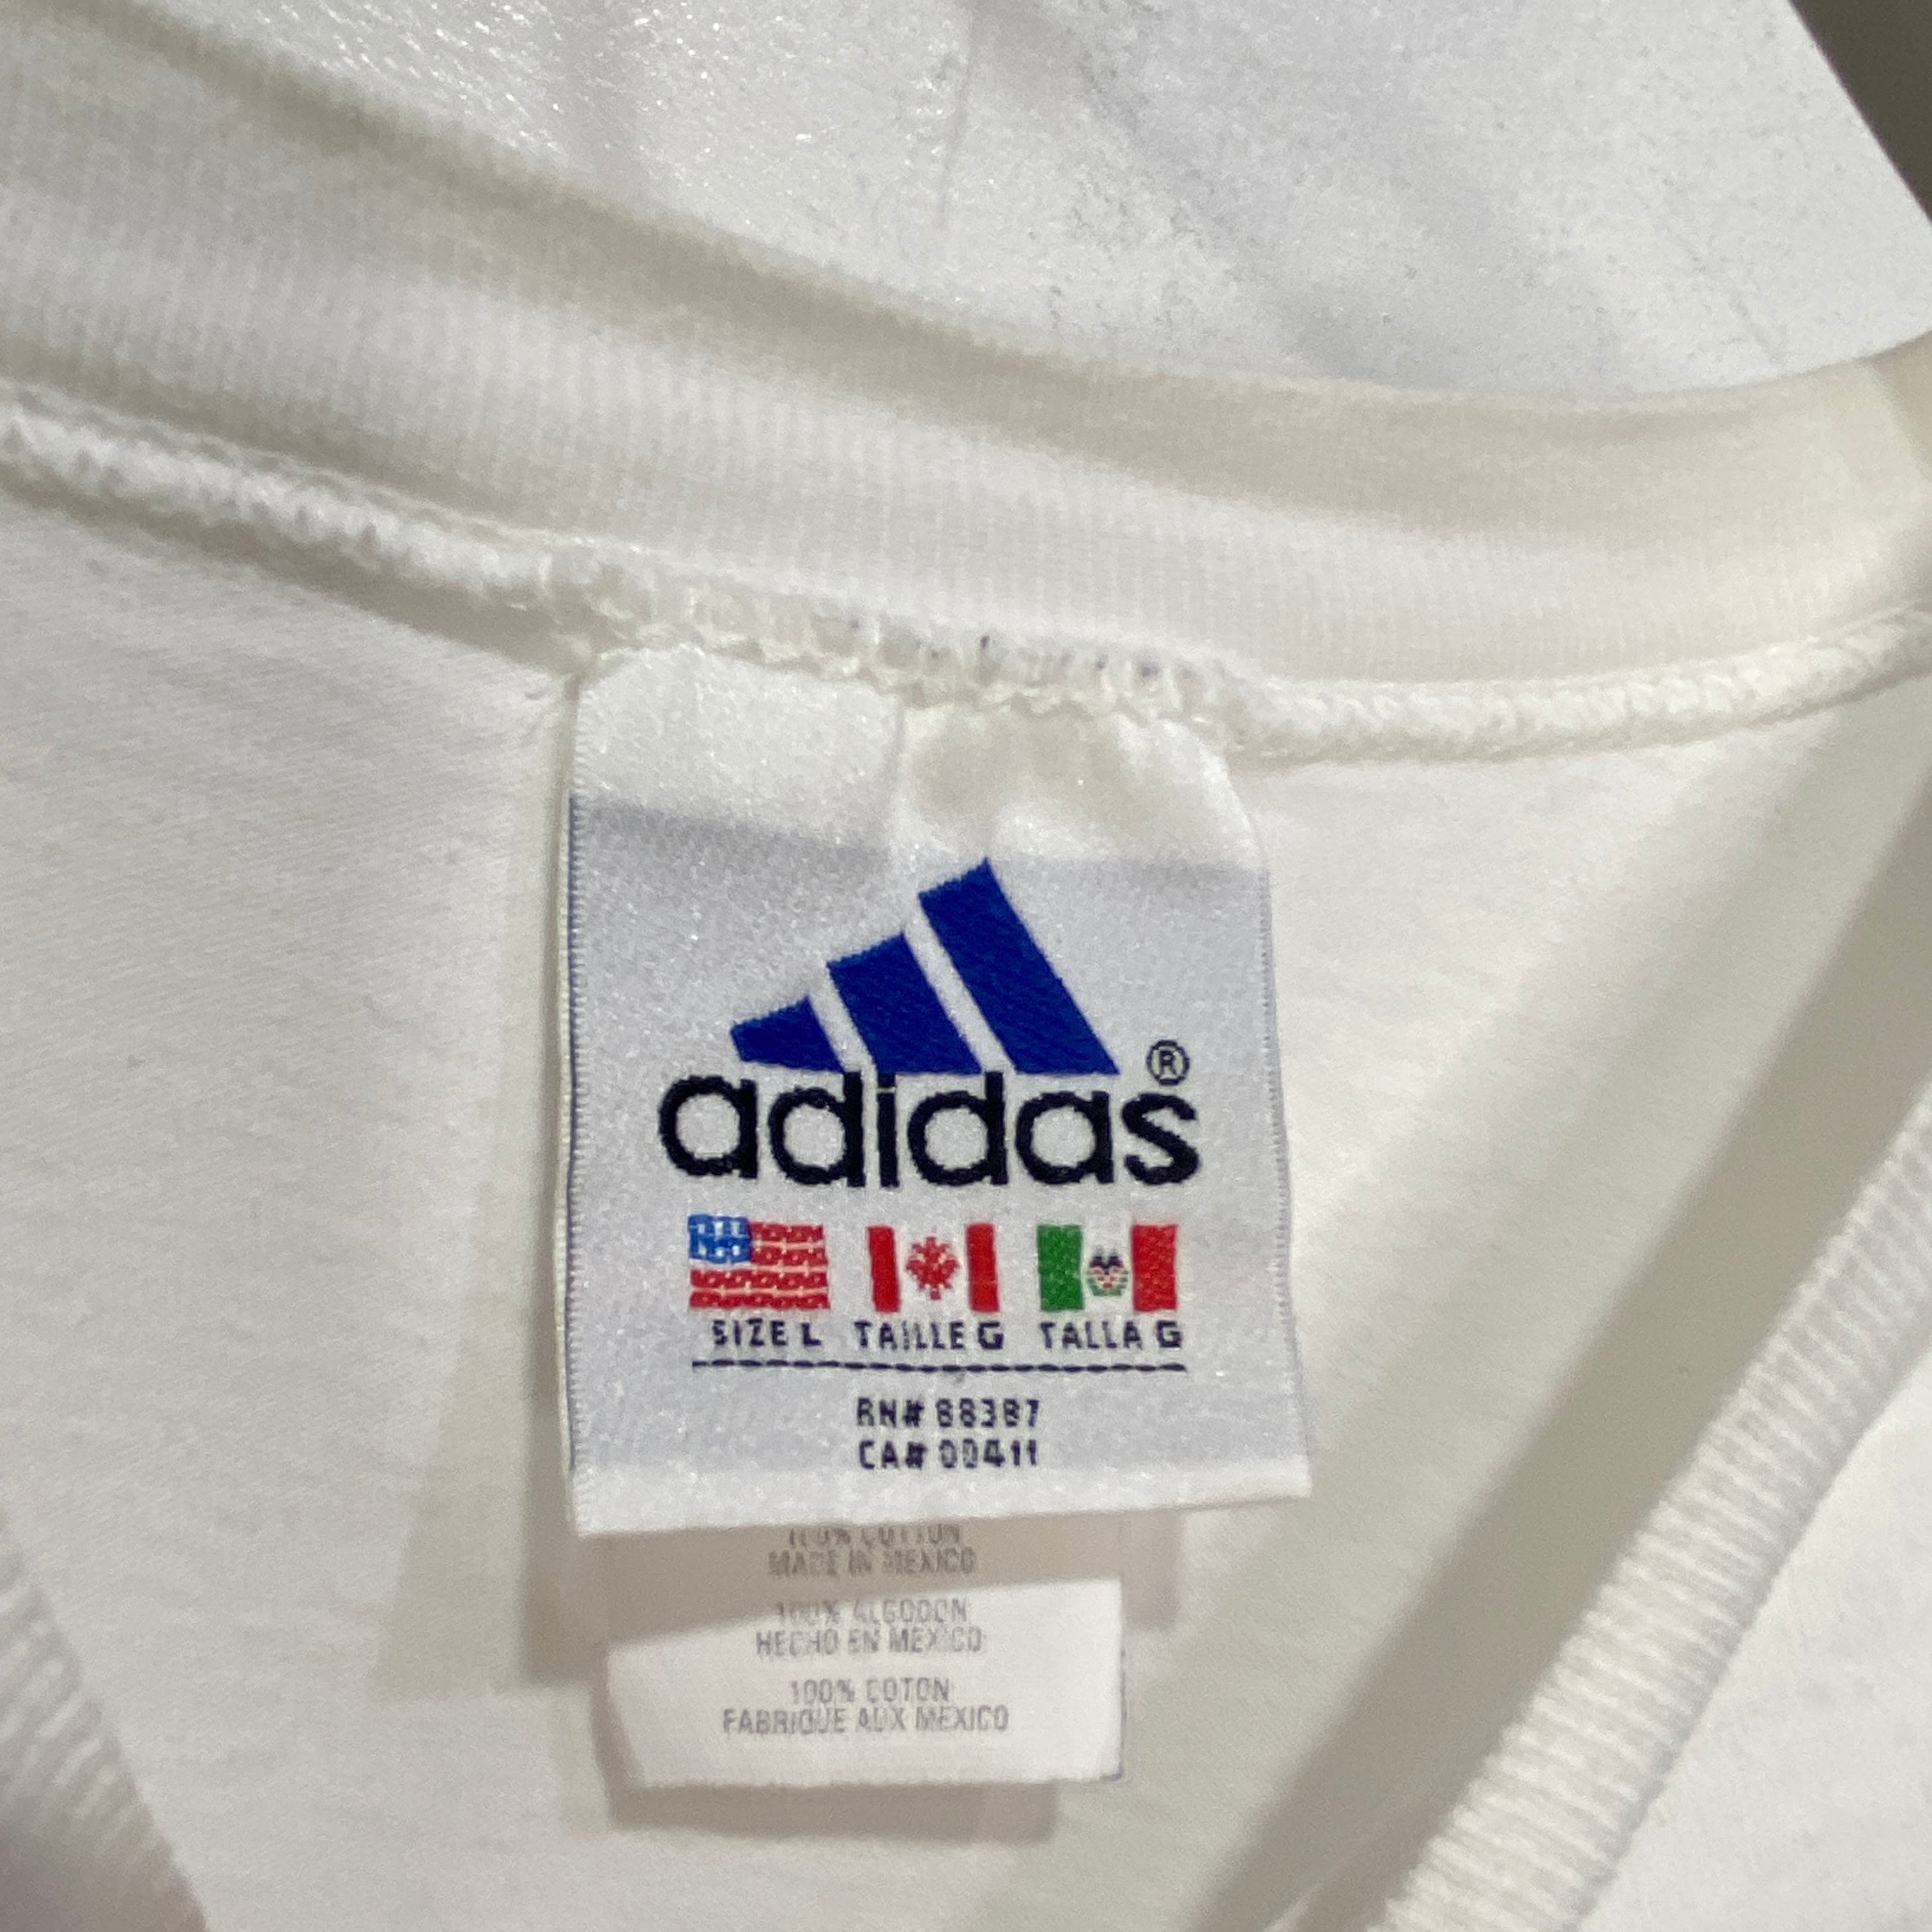 adidas®
SIZE L TAILLE G TALLA G
RN# 88387
CA# 00411
100% COTTON
MADE IN MEXICO
100% ALGODON
HECHO EN MEXICO
100% COTON
FABRIQUE AUX MEXICO